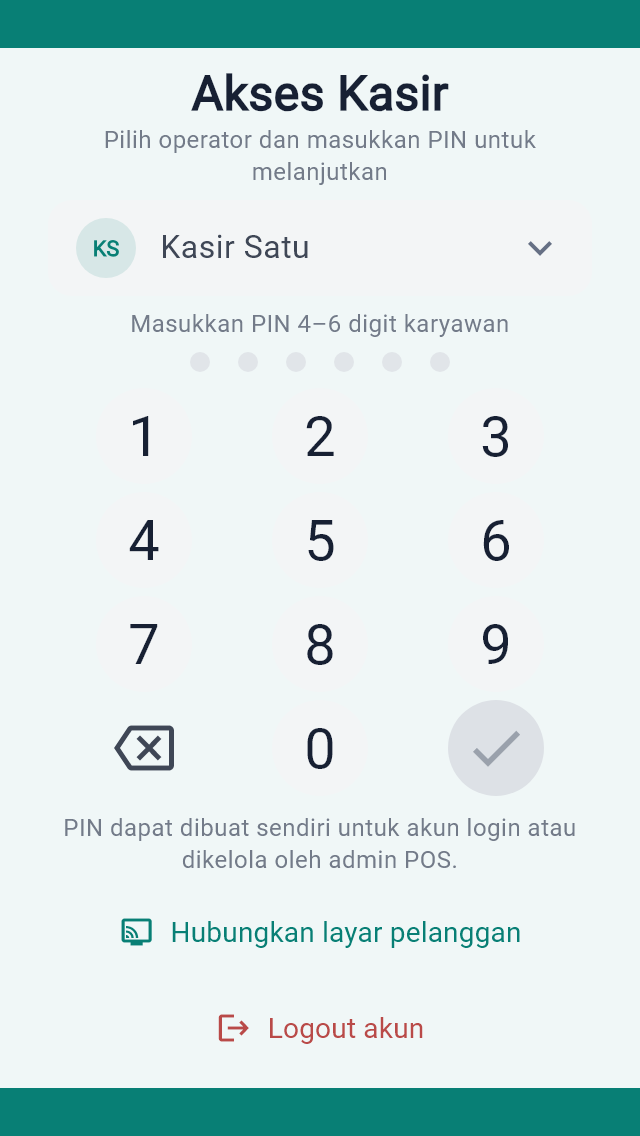 Akses Kasir
Pilih operator dan masukkan PIN untuk
melanjutkan
KS Kasir Satu
Masukkan PIN 4–6 digit karyawan
1 2 3
4 5 6
7 8 9
0
PIN dapat dibuat sendiri untuk akun login atau
dikelola oleh admin POS.
Hubungkan layar pelanggan
Logout akun